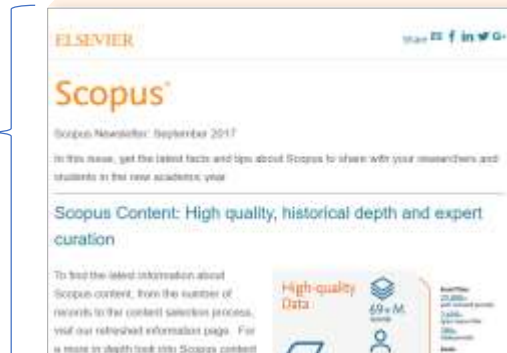 ELSEVIER
Share f in G+
Scopus
Scopus Newsletter: September 2017
In this issue, get the latest facts and tips about Scopus to share with your researchers and
students in the new academic year
Scopus Content: High quality, historical depth and expert
curation
To find the latest information about
Scopus content, from the number of
records to the content selection process,
visit our refreshed information page. For
a more in depth look into Scopus content
High-quality
Data
69+ M